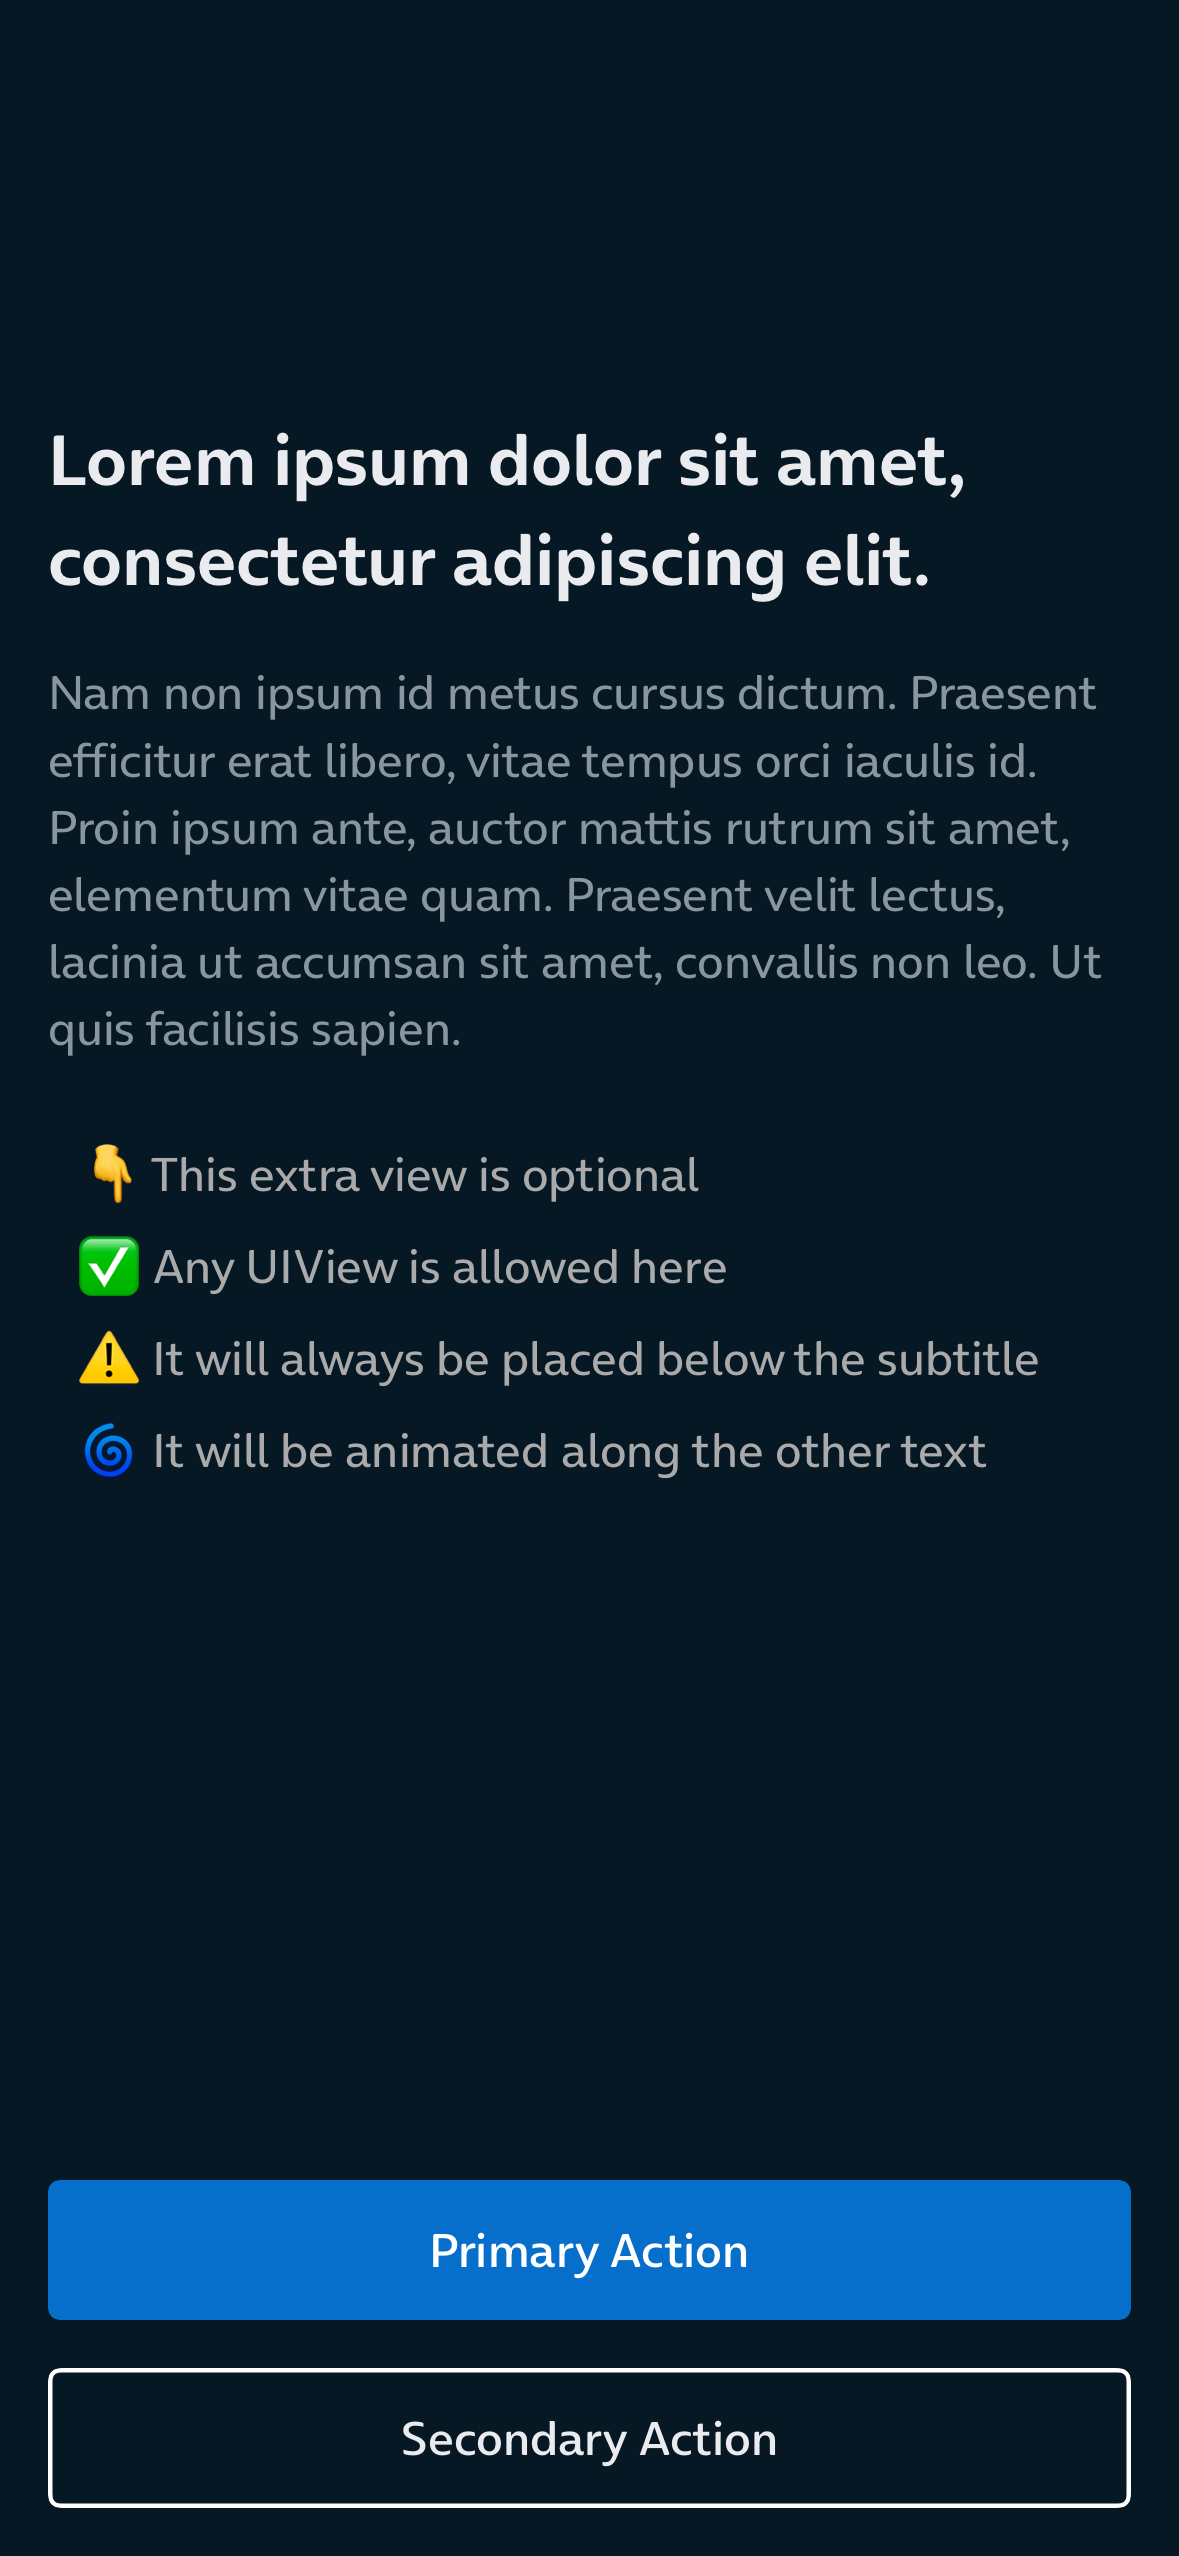 Lorem ipsum dolor sit amet,
consectetur adipiscing elit.
Nam non ipsum id metus cursus dictum. Praesent
efficitur erat libero, vitae tempus orci iaculis id.
Proin ipsum ante, auctor mattis rutrum sit amet,
elementum vitae quam. Praesent velit lectus,
lacinia ut accumsan sit amet, convallis non leo. Ut
quis facilisis sapien.
👇 This extra view is optional
✅ Any UIView is allowed here
⚠️ It will always be placed below the subtitle
🌀 It will be animated along the other text
Primary Action
Secondary Action